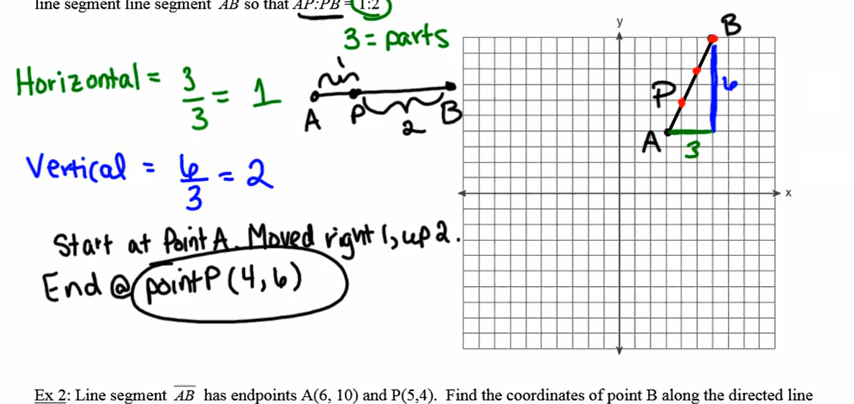 line segment line segment AB so that AP:PB = 1:2
3 = parts
Horizontal = 3/3 = 1
1
A P B
2
Vertical = 6/3 = 2
Start at Point A. Moved right 1, up 2.
End @ point P (4, 6)
y
B
6
P
A
3
x
Ex 2: Line segment AB has endpoints A(6, 10) and P(5,4). Find the coordinates of point B along the directed line